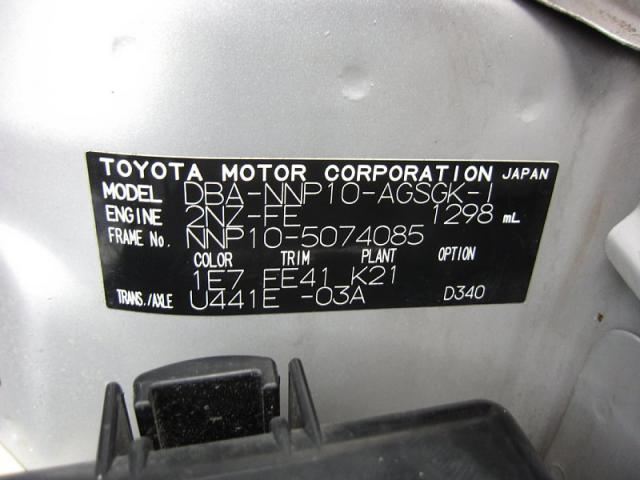 TOYOTA MOTOR CORPORATION JAPAN
MODEL DBA-NNP10-AGSGK-I
ENGINE 2NZ-FE 1298 mL
FRAME No. NNP10-5074085
COLOR TRIM PLANT OPTION
1E7 FE41 K21
TRANS./AXLE U441E -03A D340